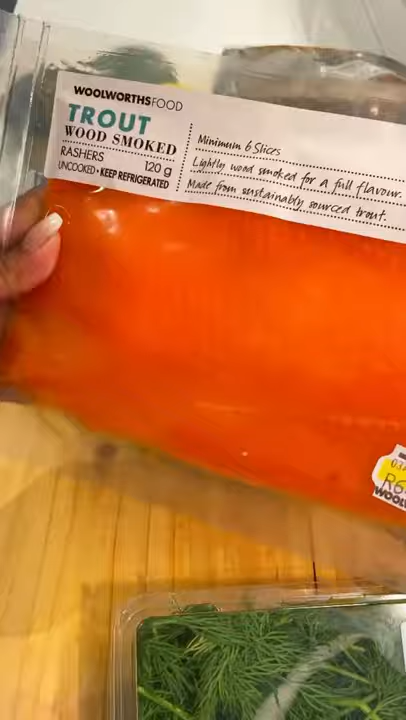 WOOLWORTHSFOOD
TROUT
WOOD SMOKED
RASHERS 120 g
UNCOOKED • KEEP REFRIGERATED
Minimum 6 Slices
Lightly wood smoked for a full flavour.
Made from sustainably sourced trout.